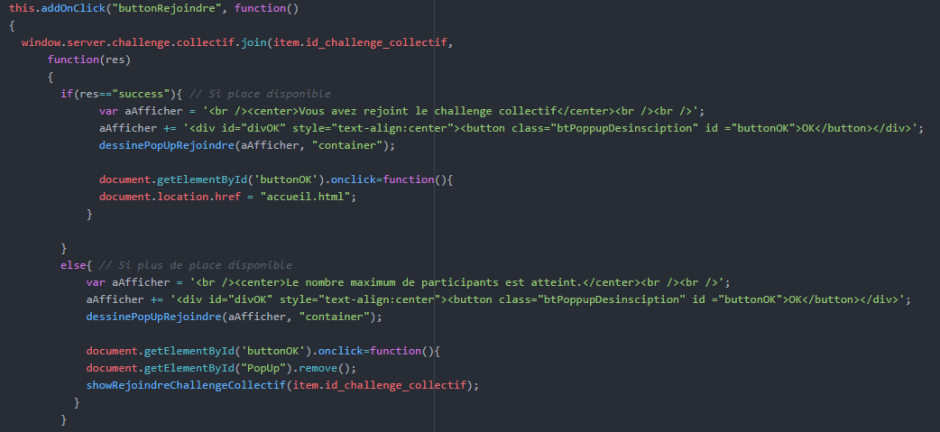 this.addOnClick("buttonRejoindre", function()
{
window.server.challenge.collectif.join(item.id_challenge_collectif,
function(res)
{
if(res=="success"){ // Si place disponible
var aAfficher = '<br /><center>Vous avez rejoint le challenge collectif</center><br /><br />';
aAfficher += '<div id="divOK" style="text-align:center"><button class="btPoppupDesinsciption" id ="buttonOK">OK</button></div>';
dessinePopUpRejoindre(aAfficher, "container");
document.getElementById('buttonOK').onclick=function(){
document.location.href = "accueil.html";
}
}
else{ // Si plus de place disponible
var aAfficher = '<br /><center>Le nombre maximum de participants est atteint.</center><br /><br />';
aAfficher += '<div id="divOK" style="text-align:center"><button class="btPoppupDesinsciption" id ="buttonOK">OK</button></div>';
dessinePopUpRejoindre(aAfficher, "container");
document.getElementById('buttonOK').onclick=function(){
document.getElementById("PopUp").remove();
showRejoindreChallengeCollectif(item.id_challenge_collectif);
}
}